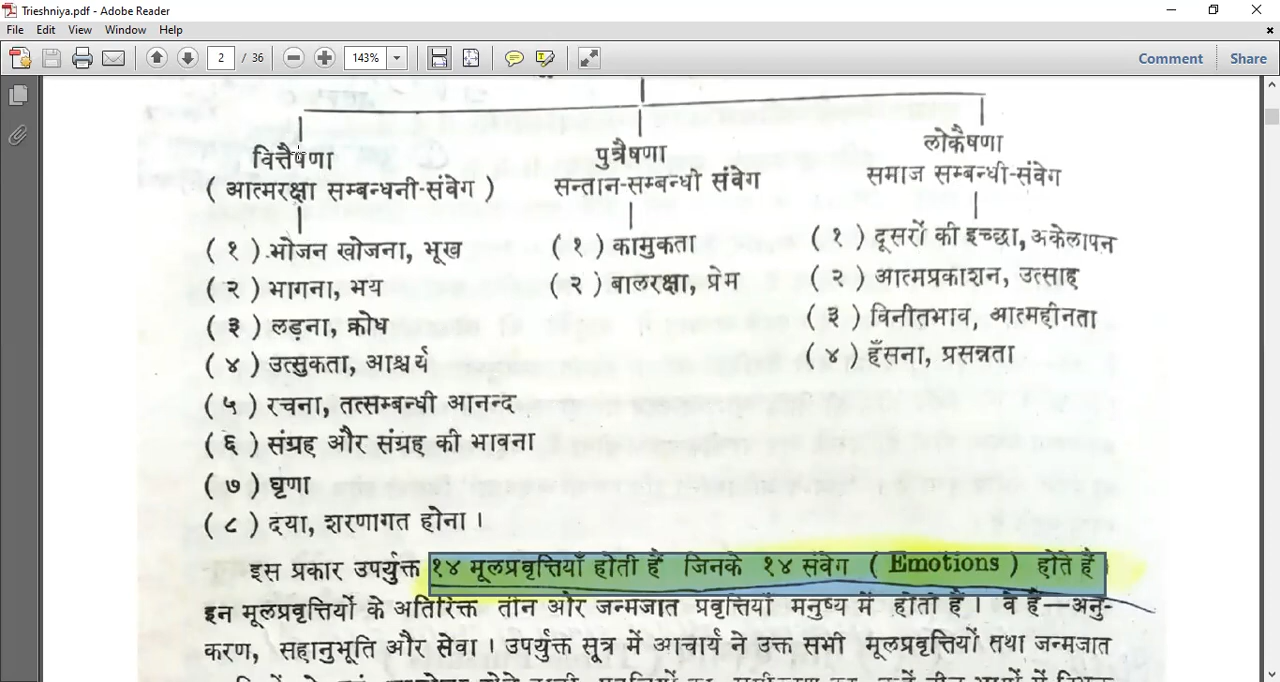 Trieshniya.pdf - Adobe Reader
File Edit View Window Help
2 / 36 143% Comment Share
वित्तैषणा
( आत्मरक्षा सम्बन्धनी-संवेग )
( १ ) भोजन खोजना, भूख
( २ ) भागना, भय
( ३ ) लड़ना, क्रोध
( ४ ) उत्सुकता, आश्चर्य
( ५ ) रचना, तत्सम्बन्धी आनन्द
( ६ ) संग्रह और संग्रह की भावना
( ७ ) घृणा
( ८ ) दया, शरणागत होना ।
पुत्रैषणा
सन्तान-सम्बन्धी संवेग
( १ ) कामुकता
( २ ) बालरक्षा, प्रेम
लोकैषणा
समाज सम्बन्धी-संवेग
( १ ) दूसरों की इच्छा, अकेलापन
( २ ) आत्मप्रकाशन, उत्साह
( ३ ) विनीतभाव, आत्महीनता
( ४ ) हँसना, प्रसन्नता
इस प्रकार उपर्युक्त १४ मूलप्रवृत्तियाँ होती हैं जिनके १४ संवेग ( Emotions ) होते हैं
इन मूलप्रवृत्तियों के अतिरिक्त तीन और जन्मजात प्रवृत्तियाँ मनुष्य में होती हैं । वे हैं—अनु-
करण, सहानुभूति और सेवा । उपर्युक्त सूत्र में आचार्य ने उक्त सभी मूलप्रवृत्तियों तथा जन्मजात